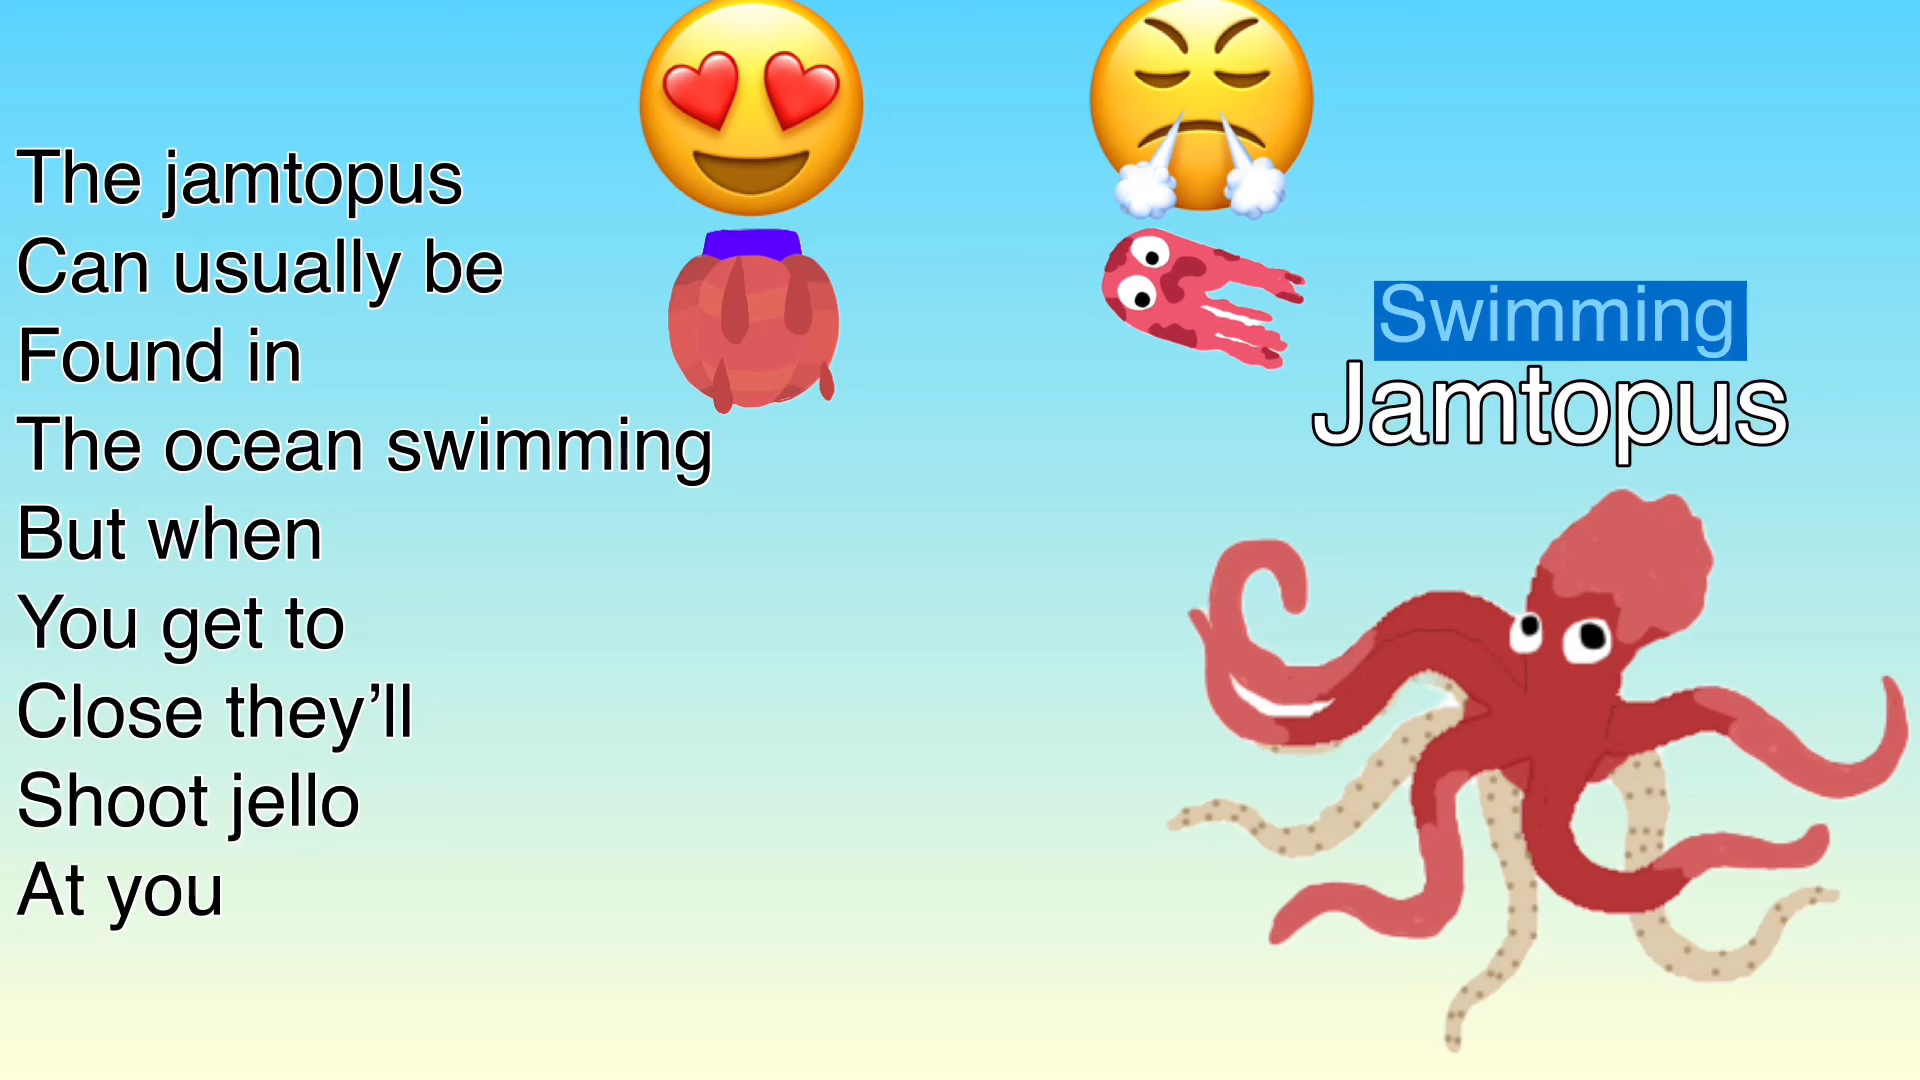 The jamtopus
Can usually be
Found in
The ocean swimming
But when
You get to
Close they’ll
Shoot jello
At you
Swimming
Jamtopus